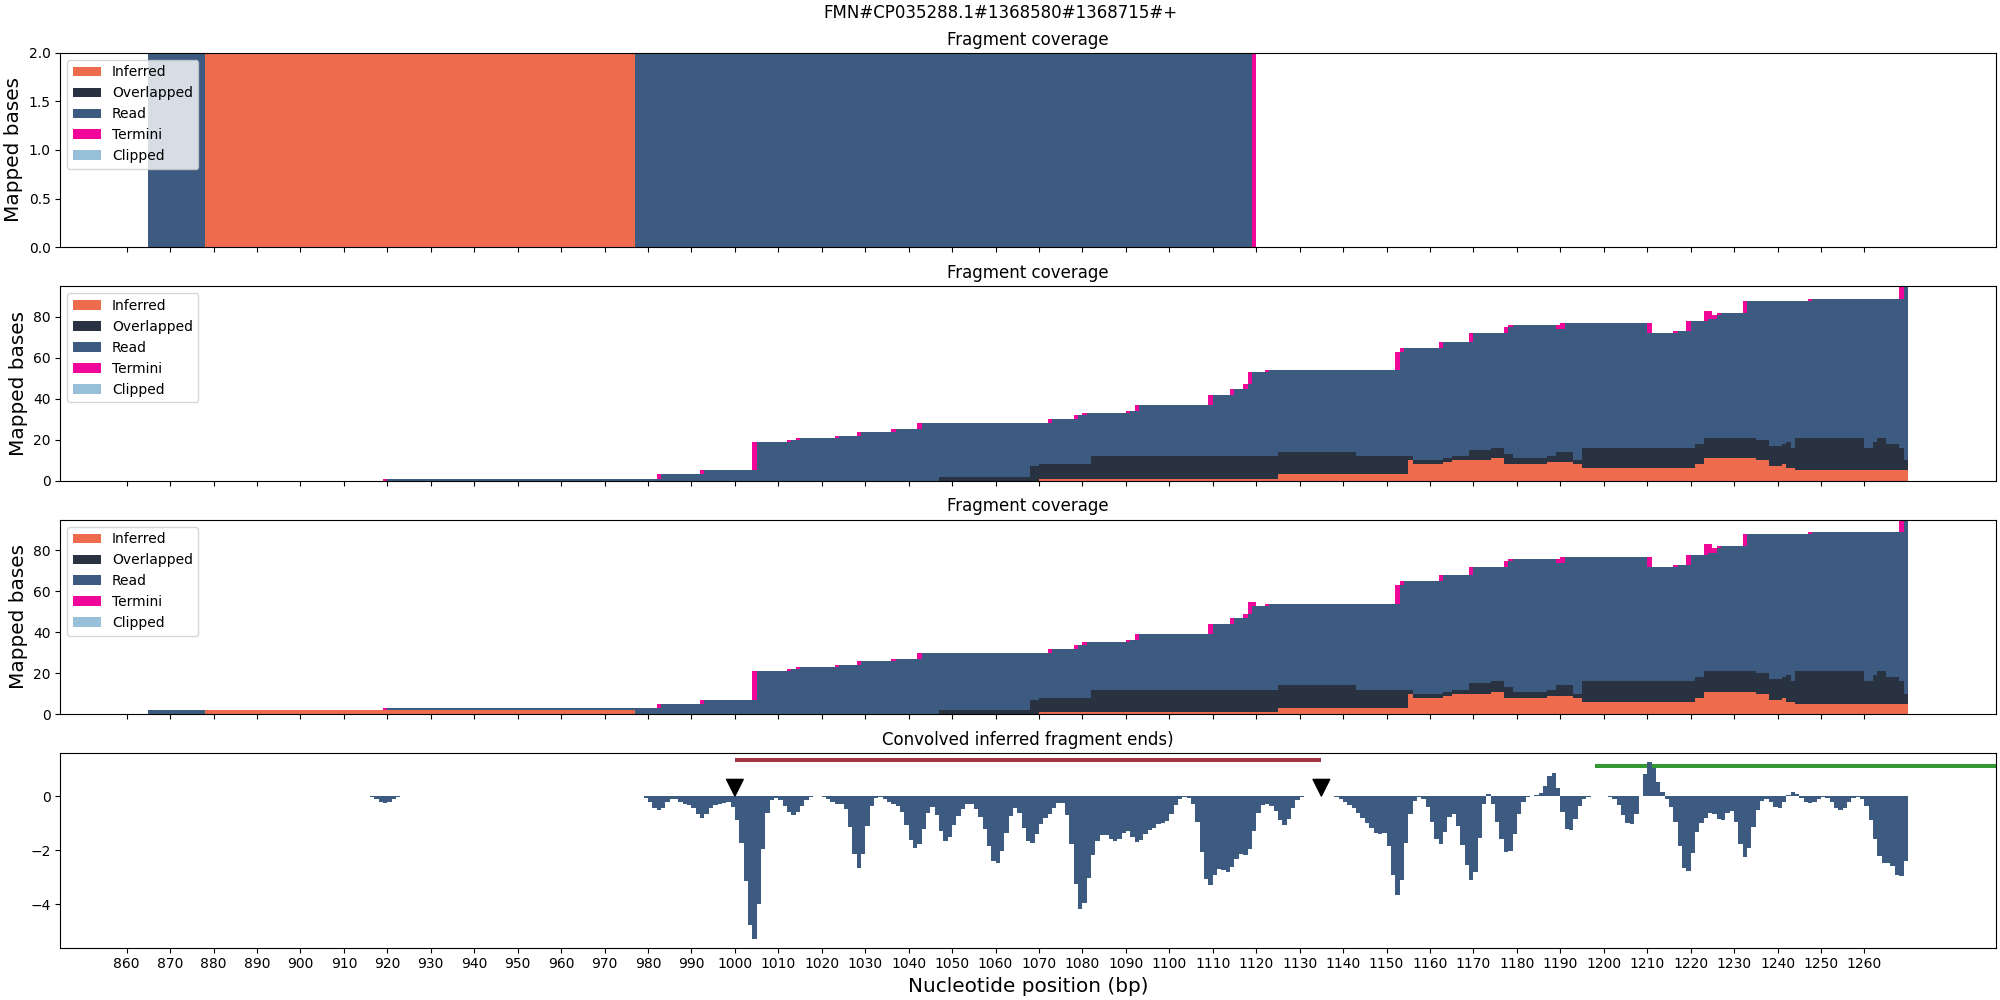 FMN#CP035288.1#1368580#1368715#+
Fragment coverage
Mapped bases
2.0
1.5
1.0
0.5
0.0
Inferred
Overlapped
Read
Termini
Clipped
Fragment coverage
Mapped bases
80
60
40
20
0
Inferred
Overlapped
Read
Termini
Clipped
Fragment coverage
Mapped bases
80
60
40
20
0
Inferred
Overlapped
Read
Termini
Clipped
Convolved inferred fragment ends)
0
−2
−4
860 870 880 890 900 910 920 930 940 950 960 970 980 990 1000 1010 1020 1030 1040 1050 1060 1070 1080 1090 1100 1110 1120 1130 1140 1150 1160 1170 1180 1190 1200 1210 1220 1230 1240 1250 1260
Nucleotide position (bp)